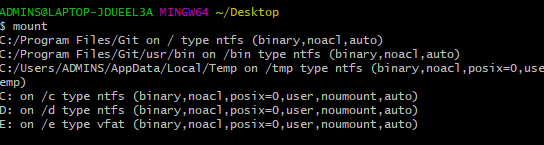 ADMINS@LAPTOP-JDUEEL3A MINGW64 ~/Desktop
$ mount
C:/Program Files/Git on / type ntfs (binary,noacl,auto)
C:/Program Files/Git/usr/bin on /bin type ntfs (binary,noacl,auto)
C:/Users/ADMINS/AppData/Local/Temp on /tmp type ntfs (binary,noacl,posix=0,use
emp)
C: on /c type ntfs (binary,noacl,posix=0,user,noumount,auto)
D: on /d type ntfs (binary,noacl,posix=0,user,noumount,auto)
E: on /e type vfat (binary,noacl,posix=0,user,noumount,auto)